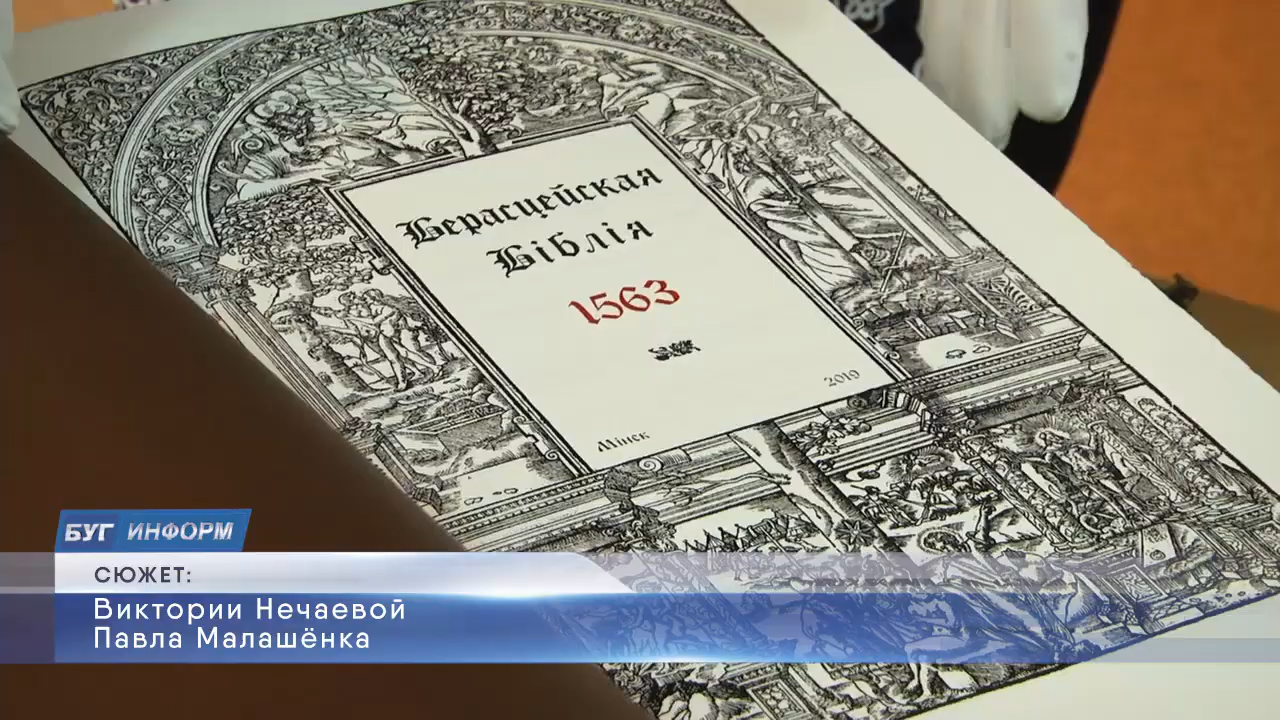 Берасцейская
Біблія
1563
Мінск
2019
БУГ ИНФОРМ
СЮЖЕТ:
Виктории Нечаевой
Павла Малашёнка